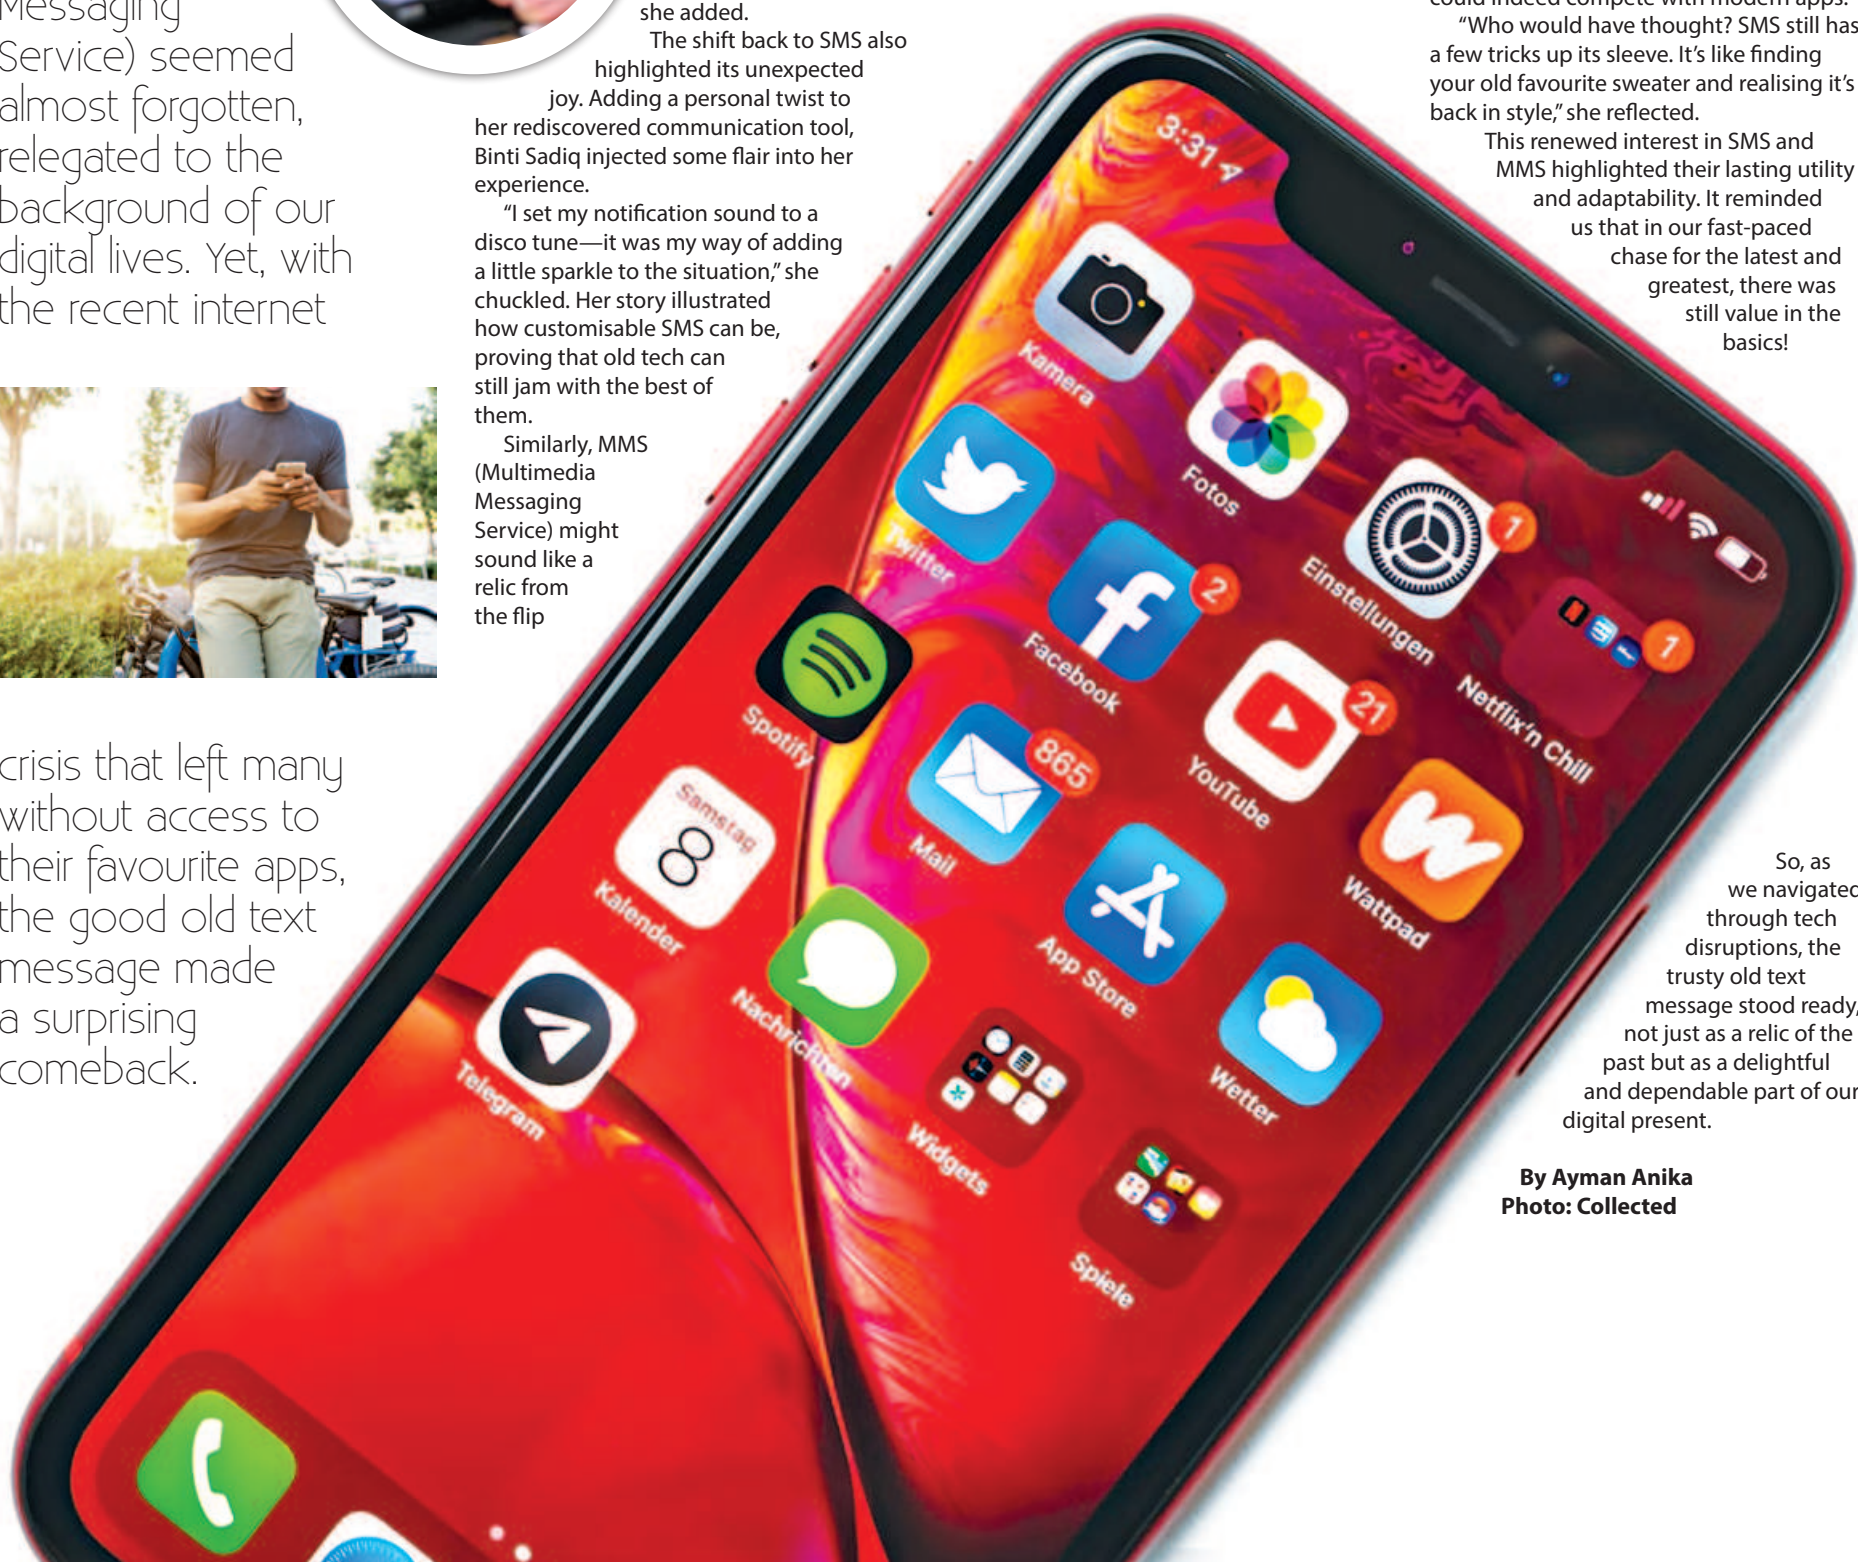 Messaging
Service) seemed
almost forgotten,
relegated to the
background of our
digital lives. Yet, with
the recent internet
crisis that left many
without access to
their favourite apps,
the good old text
message made
a surprising
comeback.
she added.
The shift back to SMS also
highlighted its unexpected
joy. Adding a personal twist to
her rediscovered communication tool,
Binti Sadiq injected some flair into her
experience.
“I set my notification sound to a
disco tune—it was my way of adding
a little sparkle to the situation,” she
chuckled. Her story illustrated
how customisable SMS can be,
proving that old tech can
still jam with the best of
them.
Similarly, MMS
(Multimedia
Messaging
Service) might
sound like a
relic from
the flip
could indeed compete with modern apps.
“Who would have thought? SMS still has
a few tricks up its sleeve. It’s like finding
your old favourite sweater and realising it’s
back in style,” she reflected.
This renewed interest in SMS and
MMS highlighted their lasting utility
and adaptability. It reminded
us that in our fast-paced
chase for the latest and
greatest, there was
still value in the
basics!
So, as
we navigated
through tech
disruptions, the
trusty old text
message stood ready,
not just as a relic of the
past but as a delightful
and dependable part of our
digital present.
By Ayman Anika
Photo: Collected
3:31
Kamera
Fotos
Einstellungen
1
Netflix'n Chill
1
Twitter
Facebook
2
YouTube
21
Wattpad
Spotify
Mail
865
App Store
Wetter
Samstag
8
Kalender
Nachrichten
Widgets
Spiele
Telegram